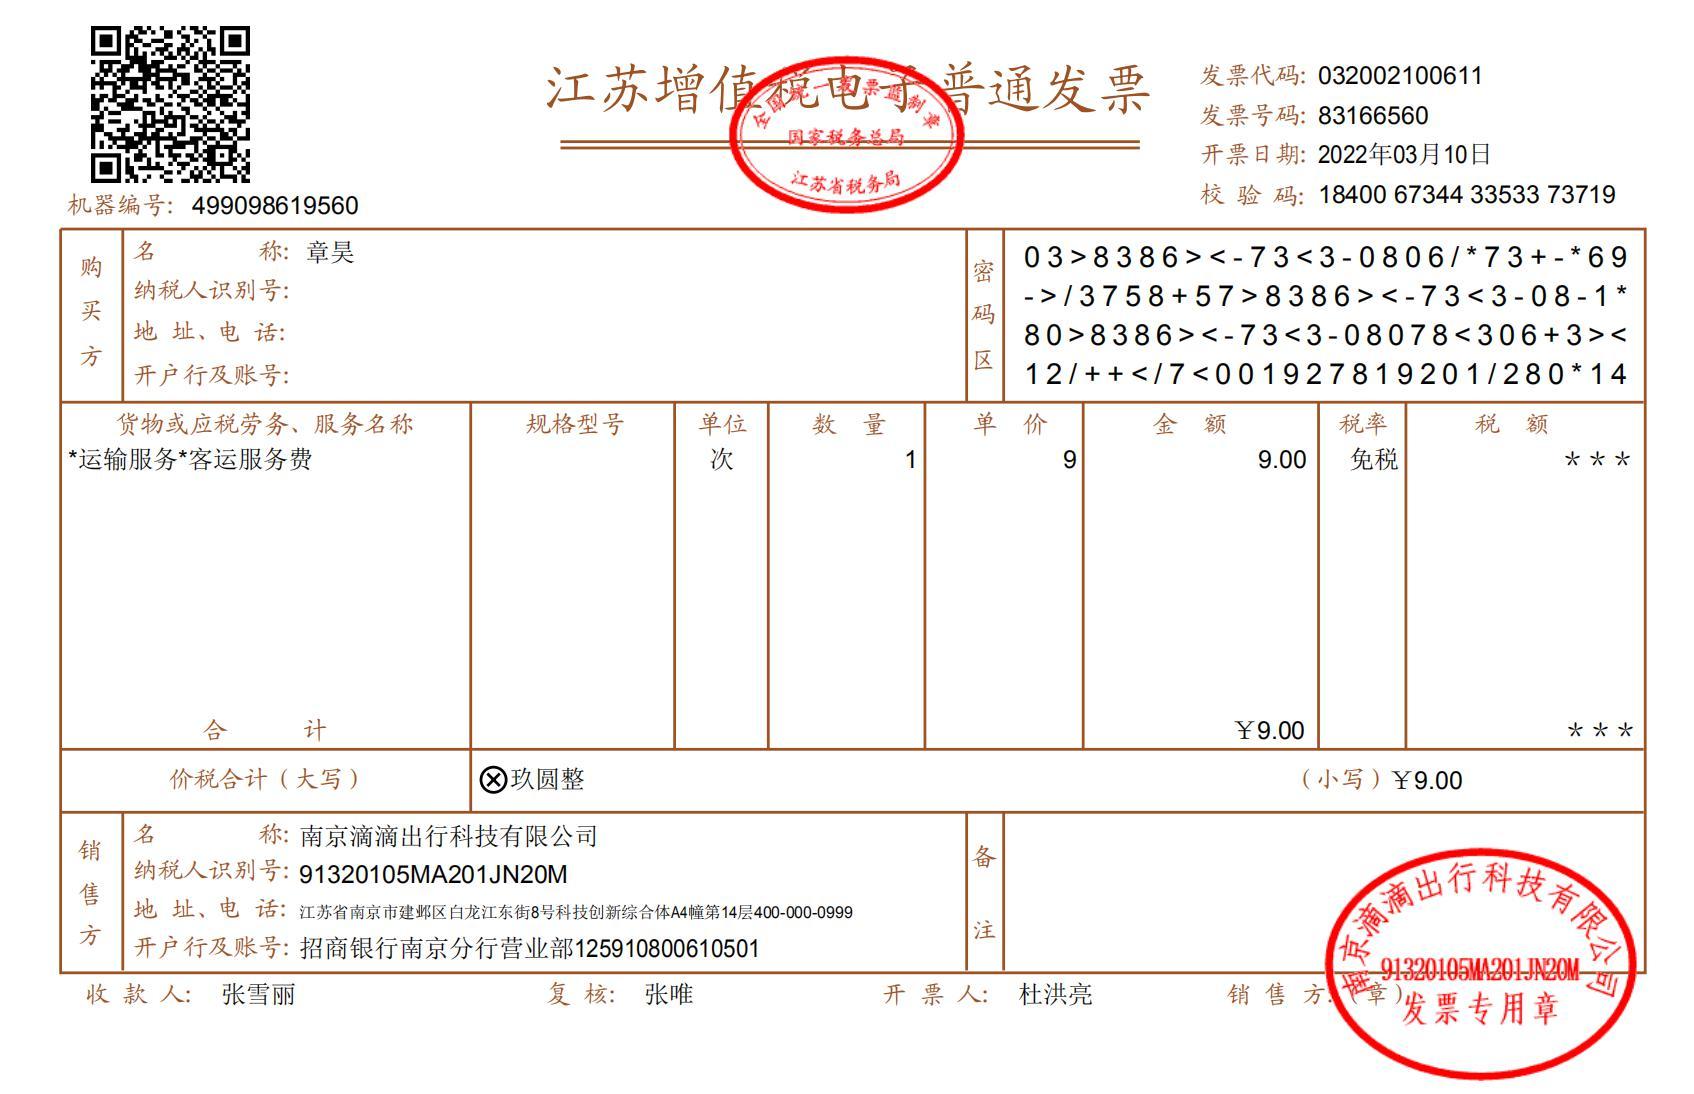 江苏增值税电子普通发票
全国统一发票监制章
国家税务总局
江苏省税务局
发票代码: 032002100611
发票号码: 83166560
开票日期: 2022年03月10日
校验码: 18400 67344 33533 73719
机器编号: 499098619560
购买方
名称: 章昊
纳税人识别号:
地址、电话:
开户行及账号:
密码区
03>8386><-73<3-0806/*73+-*69
->/3758+57>8386><-73<3-08-1*
80>8386><-73<3-08078<306+3><
12/++</7<001927819201/280*14
货物或应税劳务、服务名称 规格型号 单位 数量 单价 金额 税率 税额
*运输服务*客运服务费 次 1 9 9.00 免税 ***
合计 ¥9.00 ***
价税合计（大写） ⊗玖圆整 （小写）¥9.00
销售方
名称: 南京滴滴出行科技有限公司
纳税人识别号: 91320105MA201JN20M
地址、电话: 江苏省南京市建邺区白龙江东街8号科技创新综合体A4幢第14层400-000-0999
开户行及账号: 招商银行南京分行营业部125910800610501
备注
收款人: 张雪丽 复核: 张唯 开票人: 杜洪亮 销售方:（章）
南京滴滴出行科技有限公司
91320105MA201JN20M
发票专用章